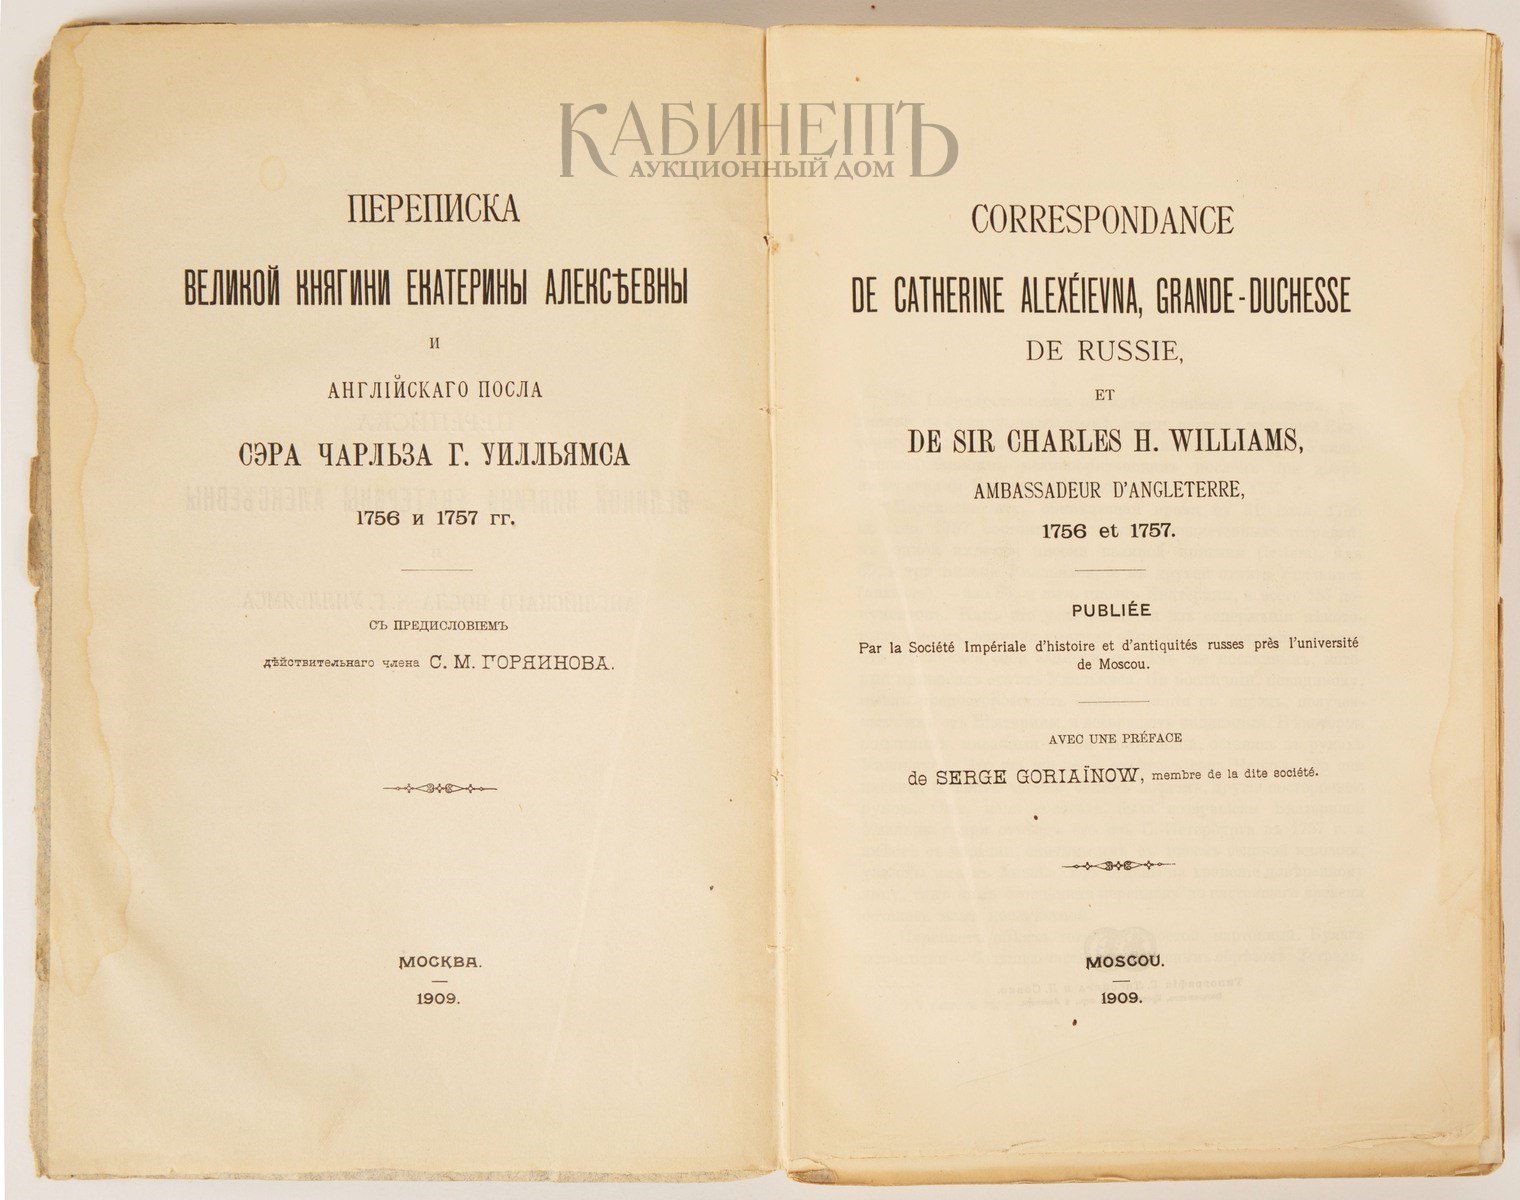 КАБИНЕТЪ
АУКЦИОННЫЙ ДОМ
ПЕРЕПИСКА
ВЕЛИКОЙ КНЯГИНИ ЕКАТЕРИНЫ АЛЕКСѢЕВНЫ
И
АНГЛІЙСКАГО ПОСЛА
СЭРА ЧАРЛЬЗА Г. УИЛЛЬЯМСА
1756 и 1757 гг.
СЪ ПРЕДИСЛОВІЕМЪ
дѣйствительнаго члена С. М. ГОРЯИНОВА.
МОСКВА.
1909.
CORRESPONDANCE
DE CATHERINE ALEXÉIEVNA, GRANDE-DUCHESSE
DE RUSSIE,
ET
DE SIR CHARLES H. WILLIAMS,
AMBASSADEUR D'ANGLETERRE,
1756 et 1757.
PUBLIÉE
Par la Société Impériale d'histoire et d'antiquités russes près l'université
de Moscou.
AVEC UNE PRÉFACE
de SERGE GORIAÏNOW, membre de la dite société.
MOSCOU.
1909.